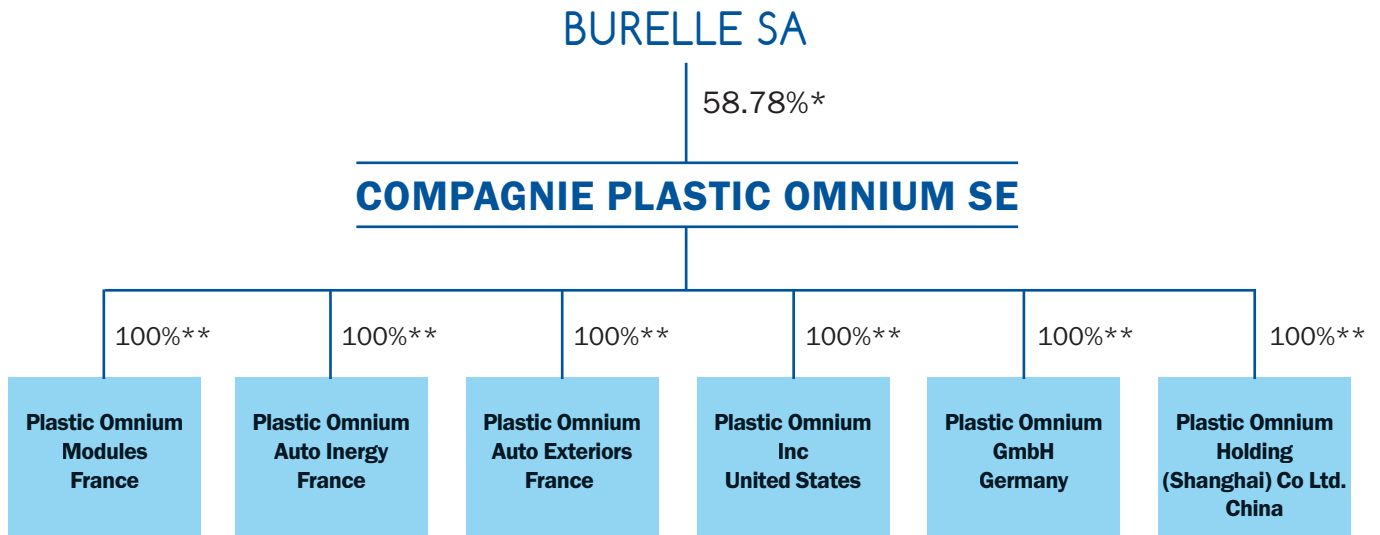 BURELLE SA
58.78%*
COMPAGNIE PLASTIC OMNIUM SE
100%**
100%**
100%**
100%**
100%**
100%**
Plastic Omnium
Modules
France
Plastic Omnium
Auto Inergy
France
Plastic Omnium
Auto Exteriors
France
Plastic Omnium
Inc
United States
Plastic Omnium
GmbH
Germany
Plastic Omnium
Holding
(Shanghai) Co Ltd.
China